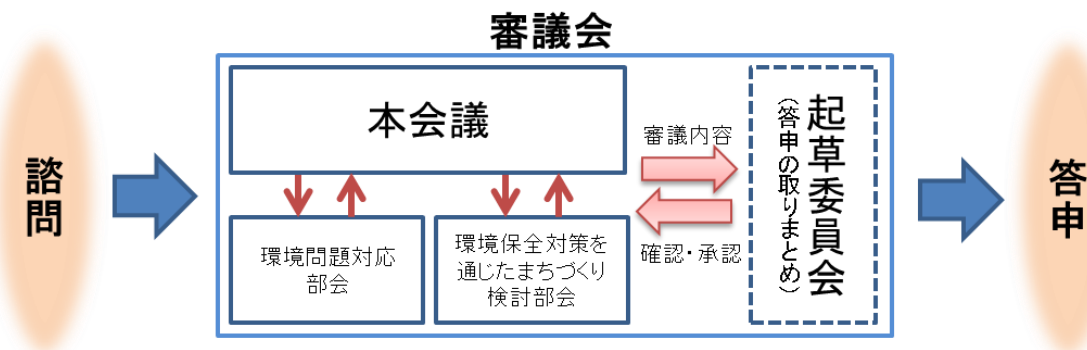 審議会
諮問
本会議
環境問題対応
部会
環境保全対策を
通じたまちづくり
検討部会
審議内容
確認・承認
起草委員会
(答申の取りまとめ)
答申